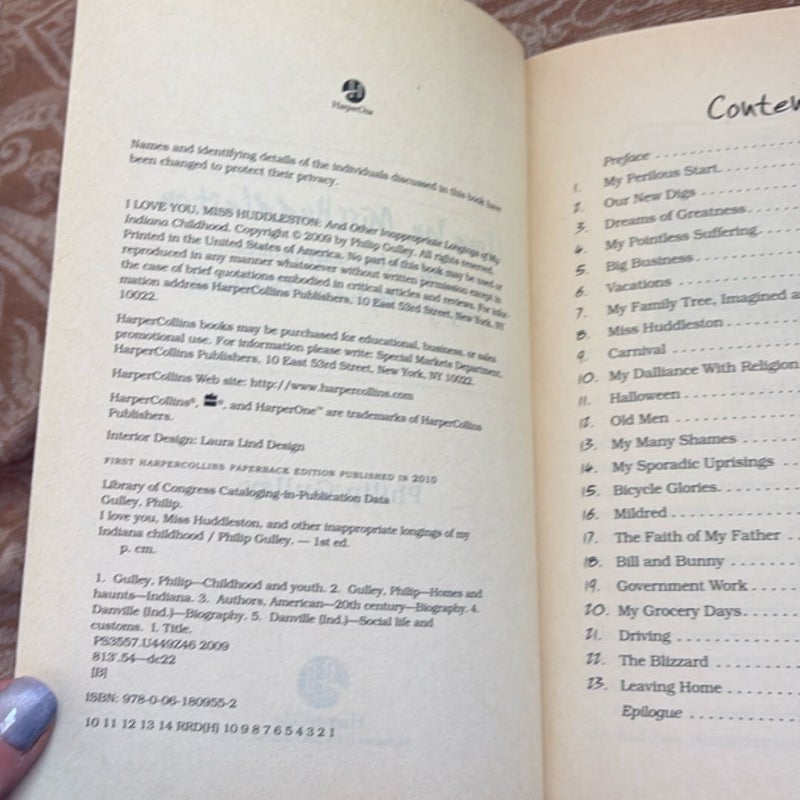 HarperOne
Names and identifying details of the individuals discussed in this book have
been changed to protect their privacy.
I LOVE YOU, MISS HUDDLESTON: And Other Inappropriate Longings of My
Indiana Childhood. Copyright © 2009 by Philip Gulley. All rights reserved.
Printed in the United States of America. No part of this book may be used or
reproduced in any manner whatsoever without written permission except in
the case of brief quotations embodied in critical articles and reviews. For infor-
mation address HarperCollins Publishers, 10 East 53rd Street, New York, NY
10022.
HarperCollins books may be purchased for educational, business, or sales
promotional use. For information please write: Special Markets Department,
HarperCollins Publishers, 10 East 53rd Street, New York, NY 10022.
HarperCollins Web site: http://www.harpercollins.com
HarperCollins®, ®, and HarperOne™ are trademarks of HarperCollins
Publishers.
Interior Design: Laura Lind Design
FIRST HARPERCOLLINS PAPERBACK EDITION PUBLISHED IN 2010
Library of Congress Cataloging-in-Publication Data
Gulley, Philip.
I love you, Miss Huddleston, and other inappropriate longings of my
Indiana childhood / Philip Gulley. — 1st ed.
p. cm.
1. Gulley, Philip—Childhood and youth. 2. Gulley, Philip—Homes and
haunts—Indiana. 3. Authors, American—20th century—Biography. 4.
Danville (Ind.)—Biography. 5. Danville (Ind.)—Social life and
customs. I. Title.
PS3557.U449Z46 2009
813'.54—dc22
[B]
ISBN: 978-0-06-180955-2
10 11 12 13 14 RRD(H) 10 9 8 7 6 5 4 3 2 1
Conten
Preface
1. My Perilous Start
2. Our New Digs
3. Dreams of Greatness
4. My Pointless Suffering
5. Big Business
6. Vacations
7. My Family Tree, Imagined a
8. Miss Huddleston
9. Carnival
10. My Dalliance With Religion
11. Halloween
12. Old Men
13. My Many Shames
14. My Sporadic Uprisings
15. Bicycle Glories
16. Mildred
17. The Faith of My Father
18. Bill and Bunny
19. Government Work
20. My Grocery Days
21. Driving
22. The Blizzard
23. Leaving Home
Epilogue